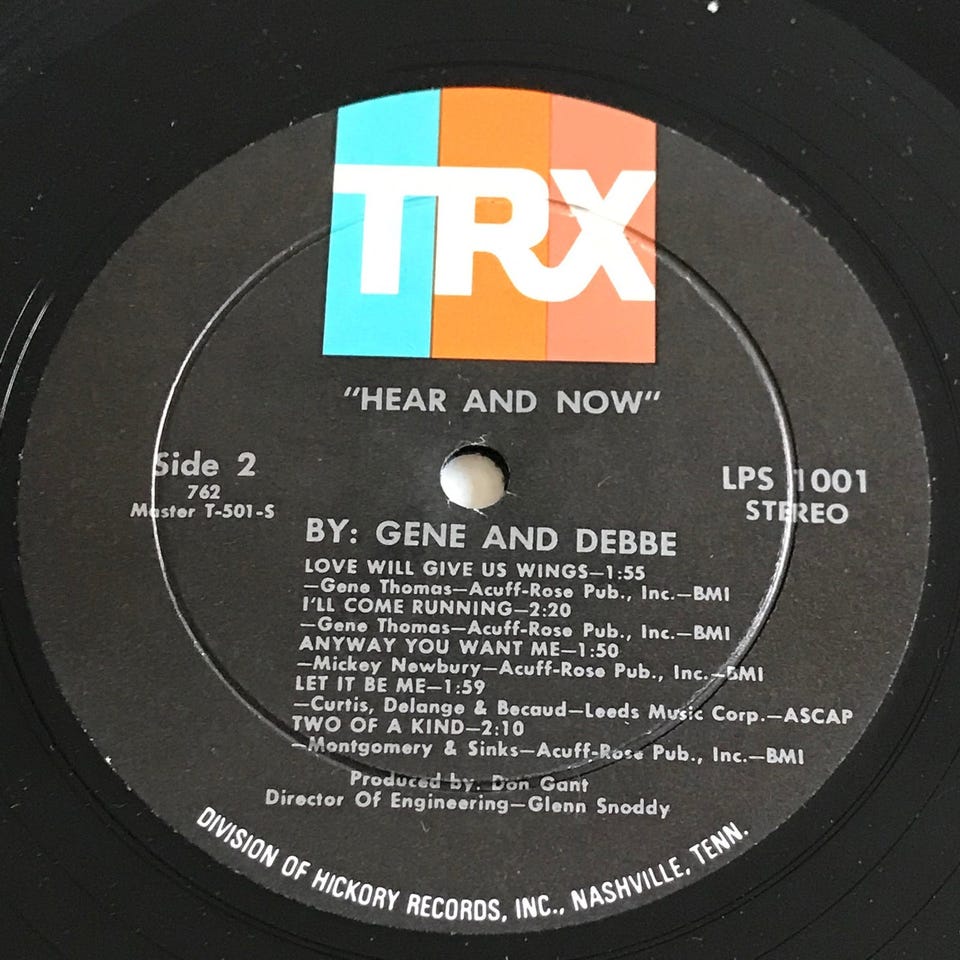 TRX
"HEAR AND NOW"
Side 2
762
Master T-501-S
LPS 1001
STEREO
BY: GENE AND DEBBE
LOVE WILL GIVE US WINGS—1:55
—Gene Thomas—Acuff-Rose Pub., Inc.—BMI
I'LL COME RUNNING—2:20
—Gene Thomas—Acuff-Rose Pub., Inc.—BMI
ANYWAY YOU WANT ME—1:50
—Mickey Newbury—Acuff-Rose Pub., Inc.—BMI
LET IT BE ME—1:59
—Curtis, Delange & Becaud—Leeds Music Corp.—ASCAP
TWO OF A KIND—2:10
—Montgomery & Sinks—Acuff-Rose Pub., Inc.—BMI
Produced by: Don Gant
Director Of Engineering—Glenn Snoddy
DIVISION OF HICKORY RECORDS, INC., NASHVILLE, TENN.